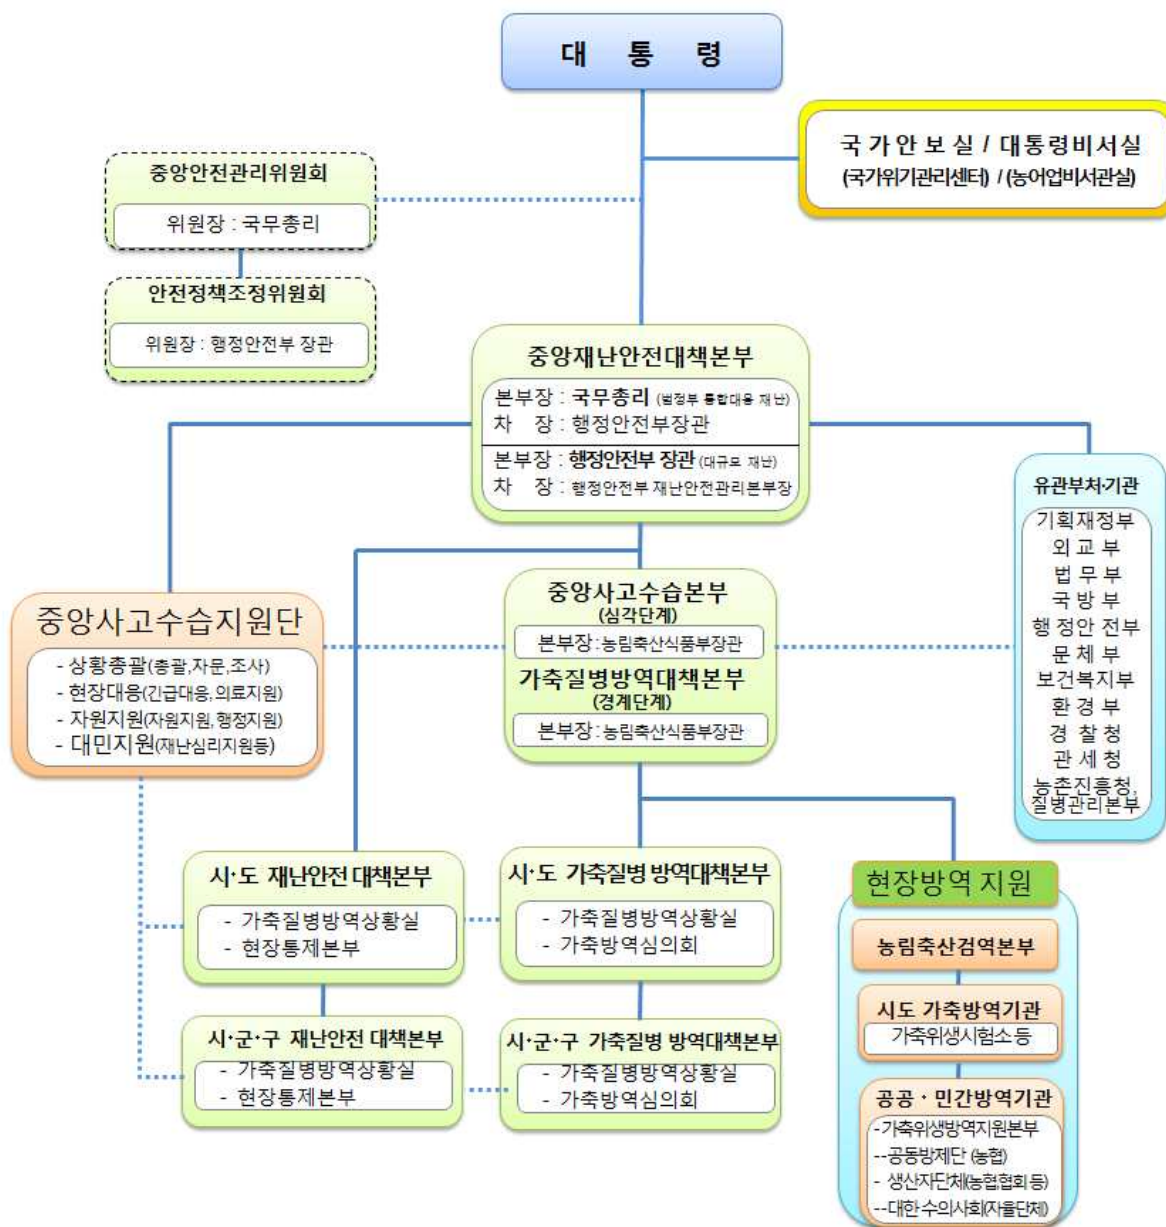 대 통 령
국가안보실 / 대통령비서실
(국가위기관리센터) / (농어업비서관실)
중앙안전관리위원회
위원장 : 국무총리
안전정책조정위원회
위원장 : 행정안전부 장관
중앙재난안전대책본부
본부장 : 국무총리 (범정부 통합대응 재난)
차 장 : 행정안전부장관
본부장 : 행정안전부 장관 (대규모 재난)
차 장 : 행정안전부 재난안전관리본부장
유관부처·기관
기획재정부
외 교 부
법 무 부
국 방 부
행 정안 전부
문 체 부
보건복지부
환 경 부
경 찰 청
관 세 청
농촌진흥청,
질병관리본부
중앙사고수습지원단
- 상황총괄(총괄,자문,조사)
- 현장대응(긴급대응,의료지원)
- 자원지원(자원지원,행정지원)
- 대민지원(재난심리지원등)
중앙사고수습본부
(심각단계)
본부장 : 농림축산식품부장관
가축질병방역대책본부
(경계단계)
본부장 : 농림축산식품부장관
시·도 재난안전 대책본부
- 가축질병방역상황실
- 현장통제본부
시·도 가축질병 방역대책본부
- 가축질병방역상황실
- 가축방역심의회
시·군·구 재난안전 대책본부
- 가축질병방역상황실
- 현장통제본부
시·군·구 가축질병 방역대책본부
- 가축질병방역상황실
- 가축방역심의회
현장방역 지원
농림축산검역본부
시도 가축방역기관
가축위생시험소 등
공공 · 민간방역기관
- 가축위생방역지원본부
--공동방제단 (농협)
- 생산자단체(농협,협회 등)
--대한 수의사회(자율단체)